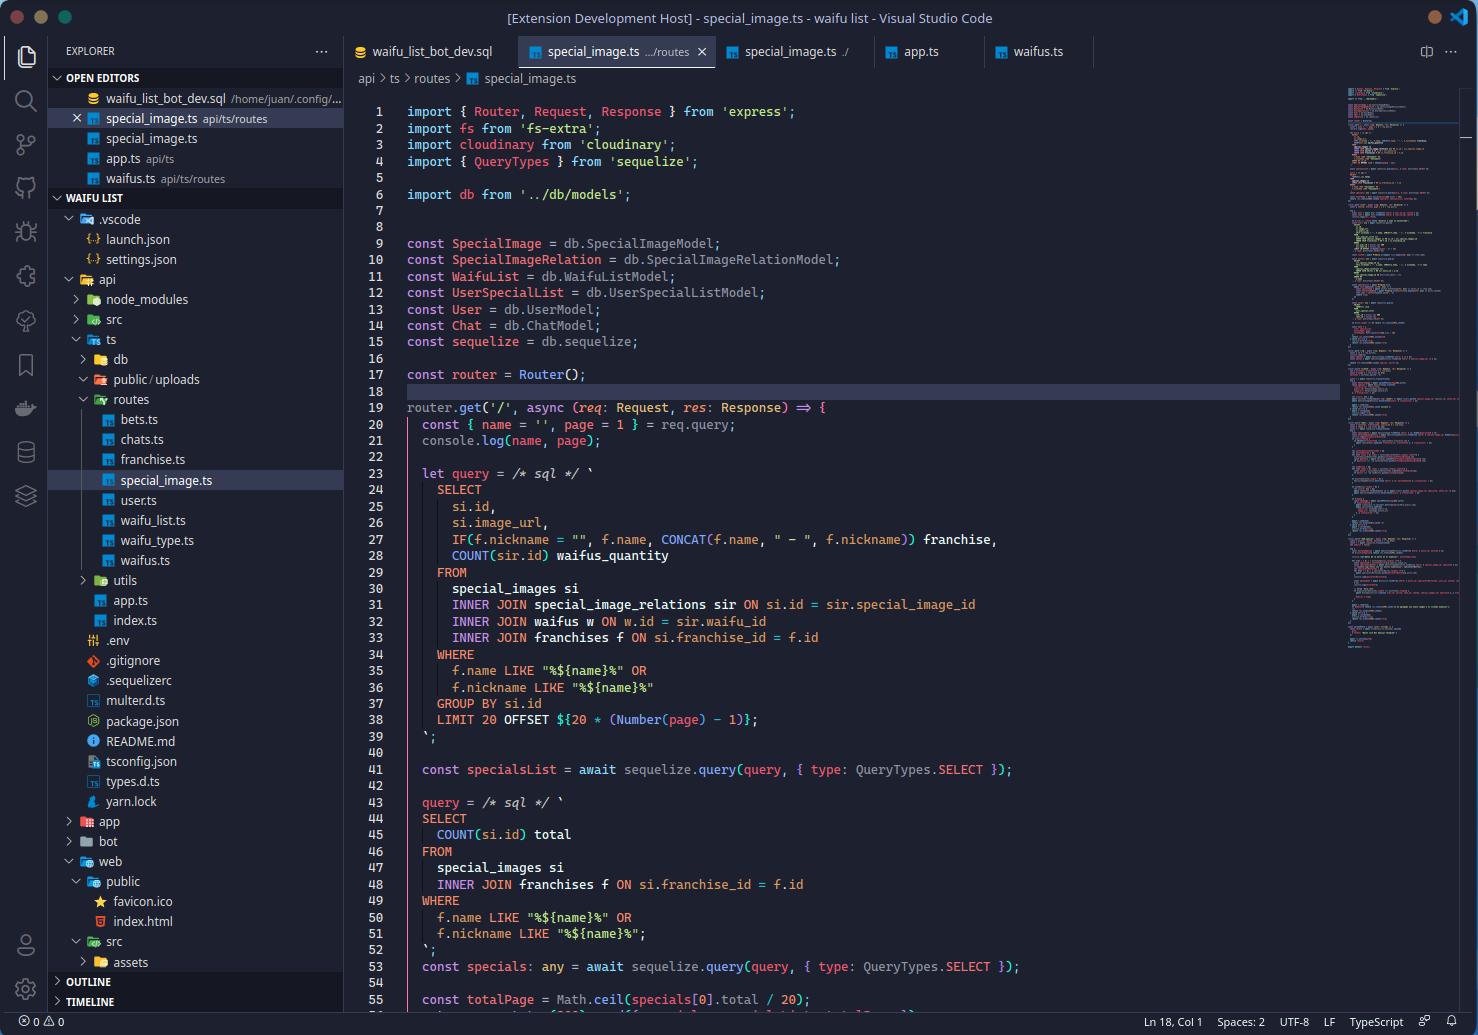 [Extension Development Host] - special_image.ts - waifu list - Visual Studio Code
EXPLORER
OPEN EDITORS
waifu_list_bot_dev.sql /home/juan/.config/...
special_image.ts api/ts/routes
special_image.ts
app.ts api/ts
waifus.ts api/ts/routes
WAIFU LIST
.vscode
launch.json
settings.json
api
node_modules
src
ts
db
public/uploads
routes
bets.ts
chats.ts
franchise.ts
special_image.ts
user.ts
waifu_list.ts
waifu_type.ts
waifus.ts
utils
app.ts
index.ts
.env
.gitignore
.sequelizerc
multer.d.ts
package.json
README.md
tsconfig.json
types.d.ts
yarn.lock
app
bot
web
public
favicon.ico
index.html
src
assets
OUTLINE
TIMELINE
waifu_list_bot_dev.sql
special_image.ts .../routes
special_image.ts ./
app.ts
waifus.ts
api > ts > routes > special_image.ts
1 import { Router, Request, Response } from 'express';
2 import fs from 'fs-extra';
3 import cloudinary from 'cloudinary';
4 import { QueryTypes } from 'sequelize';
5
6 import db from '../db/models';
7
8
9 const SpecialImage = db.SpecialImageModel;
10 const SpecialImageRelation = db.SpecialImageRelationModel;
11 const WaifuList = db.WaifuListModel;
12 const UserSpecialList = db.UserSpecialListModel;
13 const User = db.UserModel;
14 const Chat = db.ChatModel;
15 const sequelize = db.sequelize;
16
17 const router = Router();
18
19 router.get('/', async (req: Request, res: Response) => {
20 const { name = '', page = 1 } = req.query;
21 console.log(name, page);
22
23 let query = /* sql */ `
24 SELECT
25 si.id,
26 si.image_url,
27 IF(f.nickname = "", f.name, CONCAT(f.name, " - ", f.nickname)) franchise,
28 COUNT(sir.id) waifus_quantity
29 FROM
30 special_images si
31 INNER JOIN special_image_relations sir ON si.id = sir.special_image_id
32 INNER JOIN waifus w ON w.id = sir.waifu_id
33 INNER JOIN franchises f ON si.franchise_id = f.id
34 WHERE
35 f.name LIKE "%${name}%" OR
36 f.nickname LIKE "%${name}%"
37 GROUP BY si.id
38 LIMIT 20 OFFSET ${20 * (Number(page) - 1)};
39 `;
40
41 const specialsList = await sequelize.query(query, { type: QueryTypes.SELECT });
42
43 query = /* sql */ `
44 SELECT
45 COUNT(si.id) total
46 FROM
47 special_images si
48 INNER JOIN franchises f ON si.franchise_id = f.id
49 WHERE
50 f.name LIKE "%${name}%" OR
51 f.nickname LIKE "%${name}%";
52 `;
53 const specials: any = await sequelize.query(query, { type: QueryTypes.SELECT });
54
55 const totalPage = Math.ceil(specials[0].total / 20);
0 0
Ln 18, Col 1 Spaces: 2 UTF-8 LF TypeScript